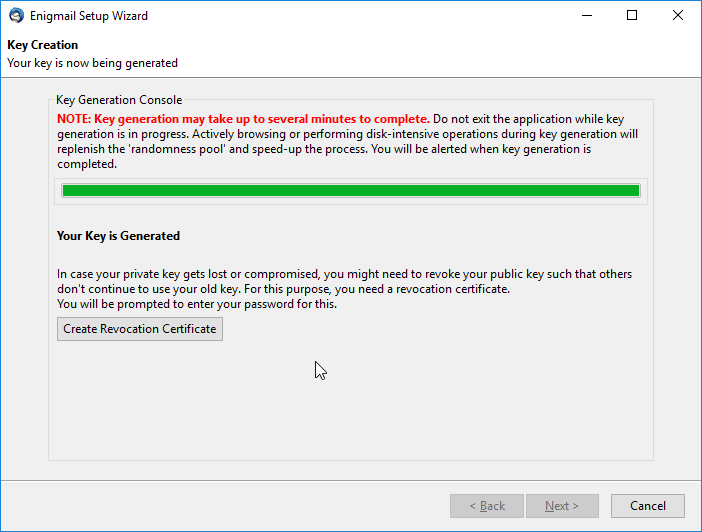 Enigmail Setup Wizard
Key Creation
Your key is now being generated
Key Generation Console
NOTE: Key generation may take up to several minutes to complete. Do not exit the application while key
generation is in progress. Actively browsing or performing disk-intensive operations during key generation will
replenish the 'randomness pool' and speed-up the process. You will be alerted when key generation is
completed.
Your Key is Generated
In case your private key gets lost or compromised, you might need to revoke your public key such that others
don't continue to use your old key. For this purpose, you need a revocation certificate.
You will be prompted to enter your password for this.
Create Revocation Certificate
< Back Next > Cancel